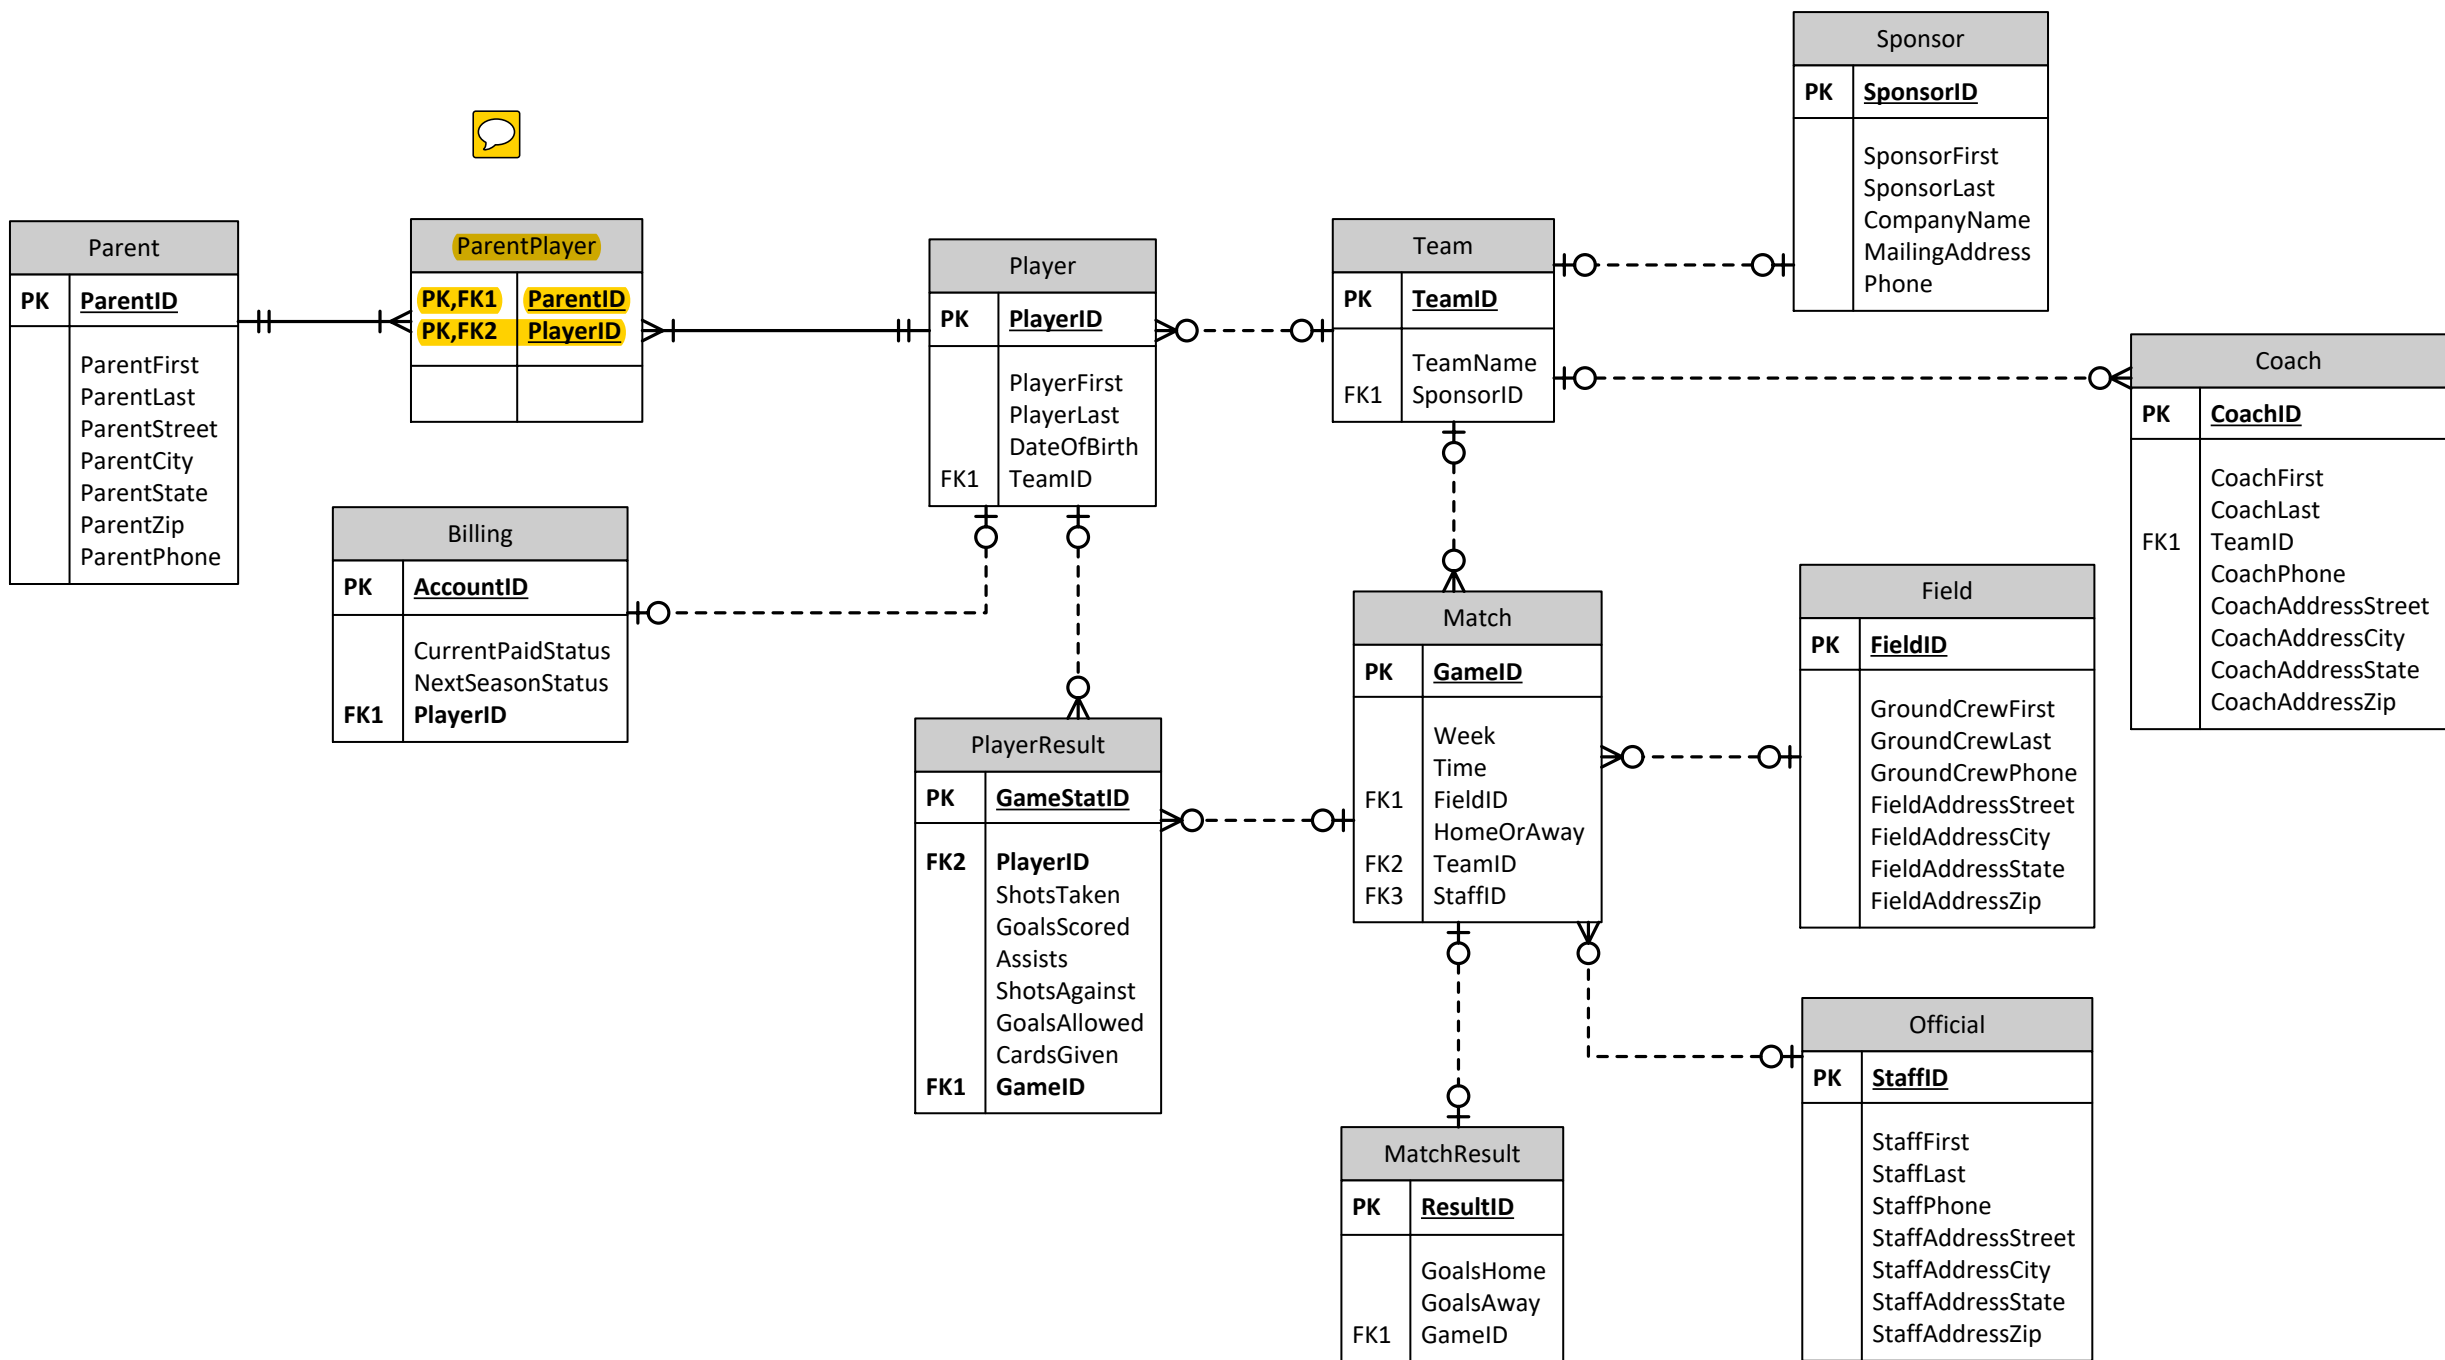 Sponsor
PK SponsorID
SponsorFirst
SponsorLast
CompanyName
MailingAddress
Phone
Parent
PK ParentID
ParentFirst
ParentLast
ParentStreet
ParentCity
ParentState
ParentZip
ParentPhone
ParentPlayer
PK,FK1 ParentID
PK,FK2 PlayerID
Player
PK PlayerID
PlayerFirst
PlayerLast
DateOfBirth
FK1 TeamID
Team
PK TeamID
TeamName
FK1 SponsorID
Coach
PK CoachID
CoachFirst
CoachLast
FK1 TeamID
CoachPhone
CoachAddressStreet
CoachAddressCity
CoachAddressState
CoachAddressZip
Billing
PK AccountID
CurrentPaidStatus
NextSeasonStatus
FK1 PlayerID
Match
PK GameID
Week
Time
FK1 FieldID
HomeOrAway
FK2 TeamID
FK3 StaffID
Field
PK FieldID
GroundCrewFirst
GroundCrewLast
GroundCrewPhone
FieldAddressStreet
FieldAddressCity
FieldAddressState
FieldAddressZip
PlayerResult
PK GameStatID
FK2 PlayerID
ShotsTaken
GoalsScored
Assists
ShotsAgainst
GoalsAllowed
CardsGiven
FK1 GameID
Official
PK StaffID
StaffFirst
StaffLast
StaffPhone
StaffAddressStreet
StaffAddressCity
StaffAddressState
StaffAddressZip
MatchResult
PK ResultID
GoalsHome
GoalsAway
FK1 GameID